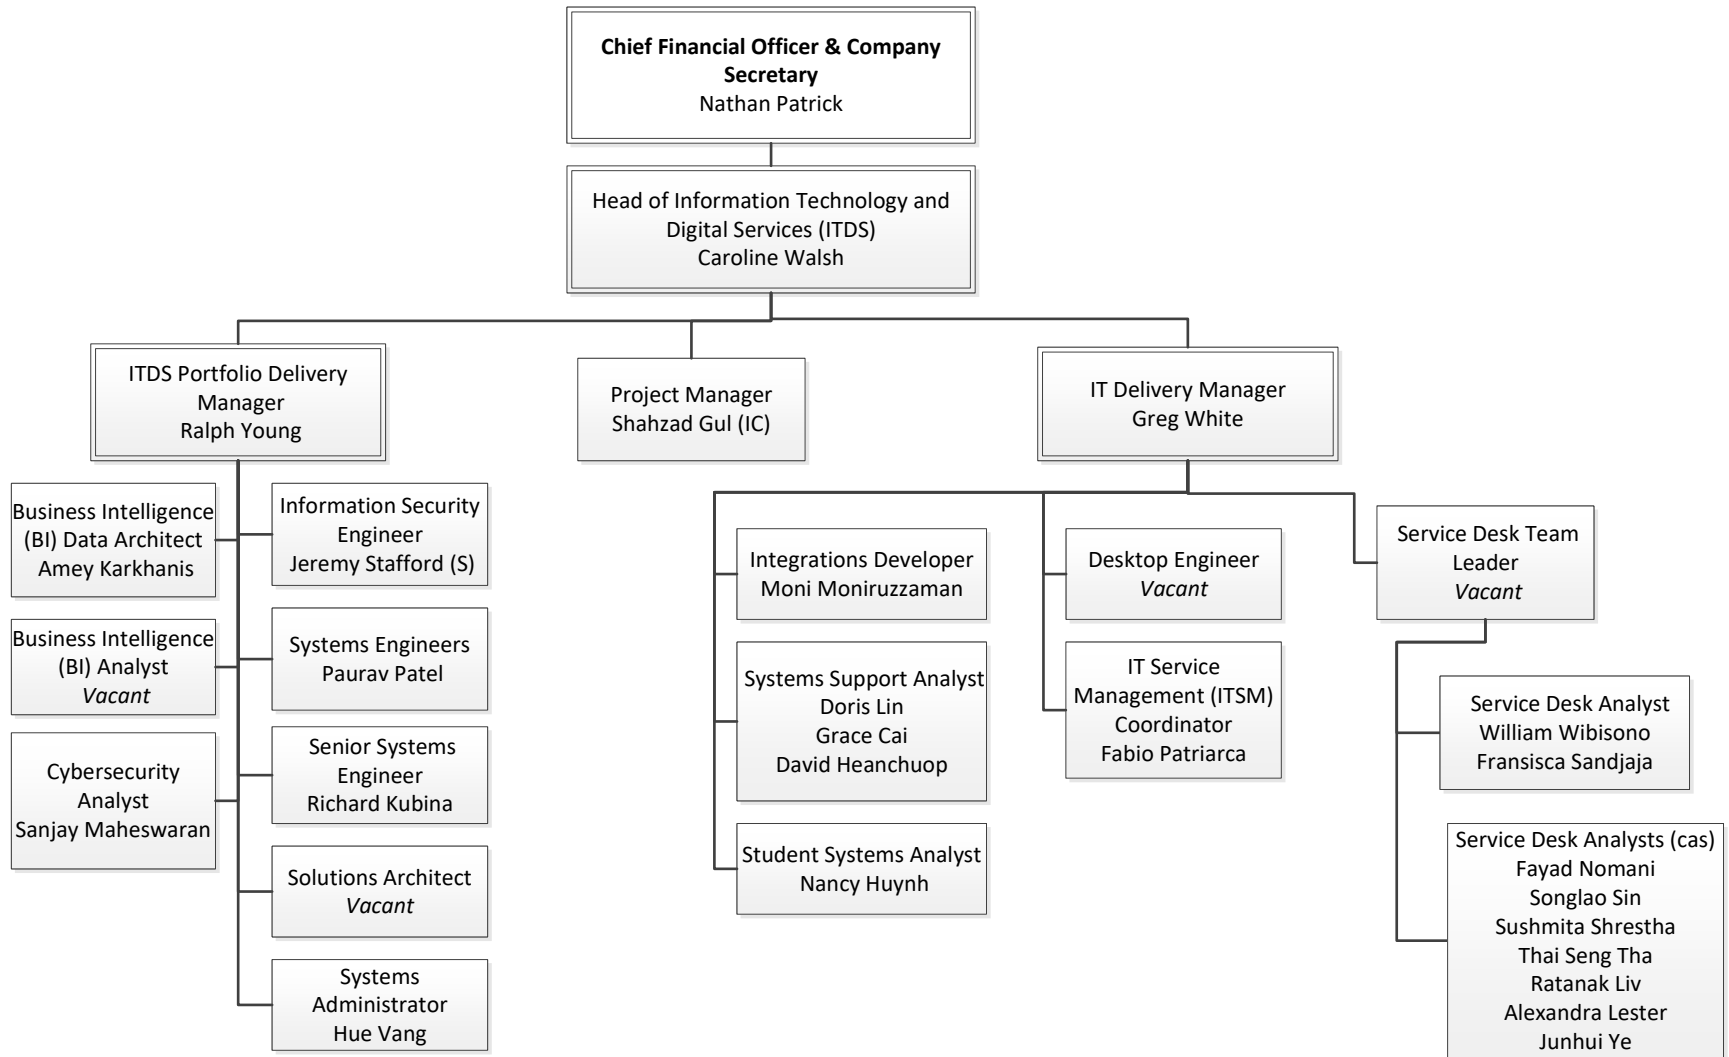 Chief Financial Officer & Company
Secretary
Nathan Patrick
Head of Information Technology and
Digital Services (ITDS)
Caroline Walsh
ITDS Portfolio Delivery
Manager
Ralph Young
Project Manager
Shahzad Gul (IC)
IT Delivery Manager
Greg White
Business Intelligence
(BI) Data Architect
Amey Karkhanis
Business Intelligence
(BI) Analyst
Vacant
Cybersecurity
Analyst
Sanjay Maheswaran
Information Security
Engineer
Jeremy Stafford (S)
Systems Engineers
Paurav Patel
Senior Systems
Engineer
Richard Kubina
Solutions Architect
Vacant
Systems
Administrator
Hue Vang
Integrations Developer
Moni Moniruzzaman
Systems Support Analyst
Doris Lin
Grace Cai
David Heanchuop
Student Systems Analyst
Nancy Huynh
Desktop Engineer
Vacant
IT Service
Management (ITSM)
Coordinator
Fabio Patriarca
Service Desk Team
Leader
Vacant
Service Desk Analyst
William Wibisono
Fransisca Sandjaja
Service Desk Analysts (cas)
Fayad Nomani
Songlao Sin
Sushmita Shrestha
Thai Seng Tha
Ratanak Liv
Alexandra Lester
Junhui Ye